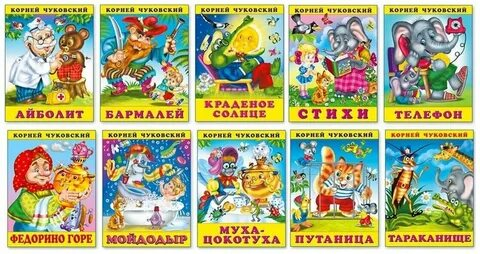 КОРНЕЙ ЧУКОВСКИЙ
АЙБОЛИТ
КОРНЕЙ ЧУКОВСКИЙ
БАРМАЛЕЙ
КОРНЕЙ ЧУКОВСКИЙ
КРАДЕНОЕ
СОЛНЦЕ
КОРНЕЙ ЧУКОВСКИЙ
СТИХИ
КОРНЕЙ ЧУКОВСКИЙ
ТЕЛЕФОН
КОРНЕЙ ЧУКОВСКИЙ
ФЕДОРИНО ГОРЕ
КОРНЕЙ ЧУКОВСКИЙ
МОЙДОДЫР
КОРНЕЙ ЧУКОВСКИЙ
МУХА-
ЦОКОТУХА
КОРНЕЙ ЧУКОВСКИЙ
ПУТАНИЦА
КОРНЕЙ ЧУКОВСКИЙ
ТАРАКАНИЩЕ